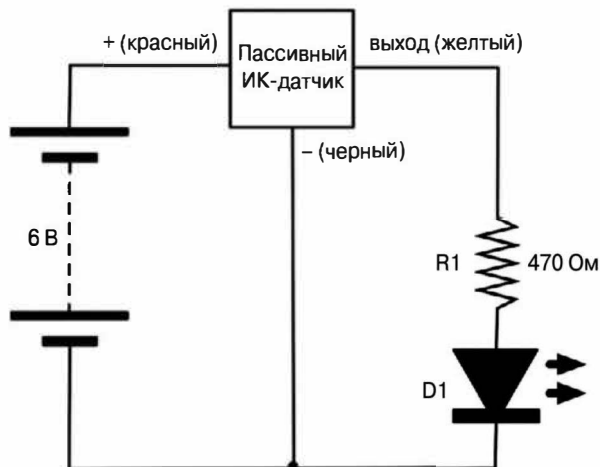 + (красный)
Пассивный
ИК-датчик
выход (желтый)
– (черный)
6 В
R1
470 Ом
D1